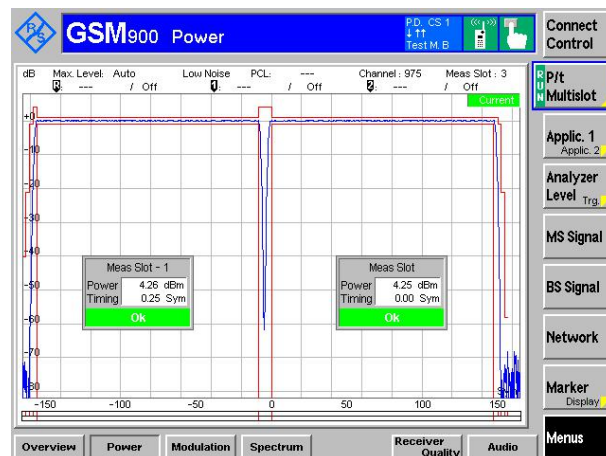 R S
GSM900 Power
P.D. CS 1
Test M. B
Connect Control
dB Max. Level: Auto Low Noise PCL: --- Channel : 975 Meas Slot : 3
R: --- / Off 1: --- / Off 2: --- / Off
Current
RUN
P/t Multislot
Applic. 1
Applic. 2
Analyzer Level Trg.
MS Signal
BS Signal
Network
Marker
Display
Menus
+0
-10
-20
-30
-40
-50
-60
-70
-80
Meas Slot - 1
Power 4.26 dBm
Timing 0.25 Sym
Ok
Meas Slot
Power 4.25 dBm
Timing 0.00 Sym
Ok
-150 -100 -50 0 50 100 150
Overview Power Modulation Spectrum Receiver Quality Audio